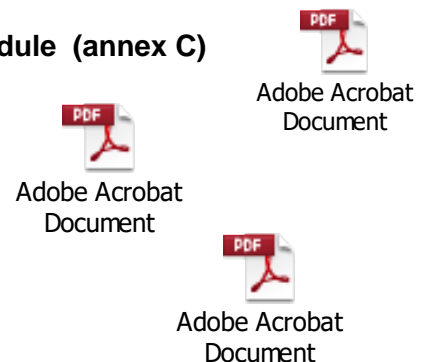 dule (annex C)
PDF
Adobe Acrobat
Document
PDF
Adobe Acrobat
Document
PDF
Adobe Acrobat
Document